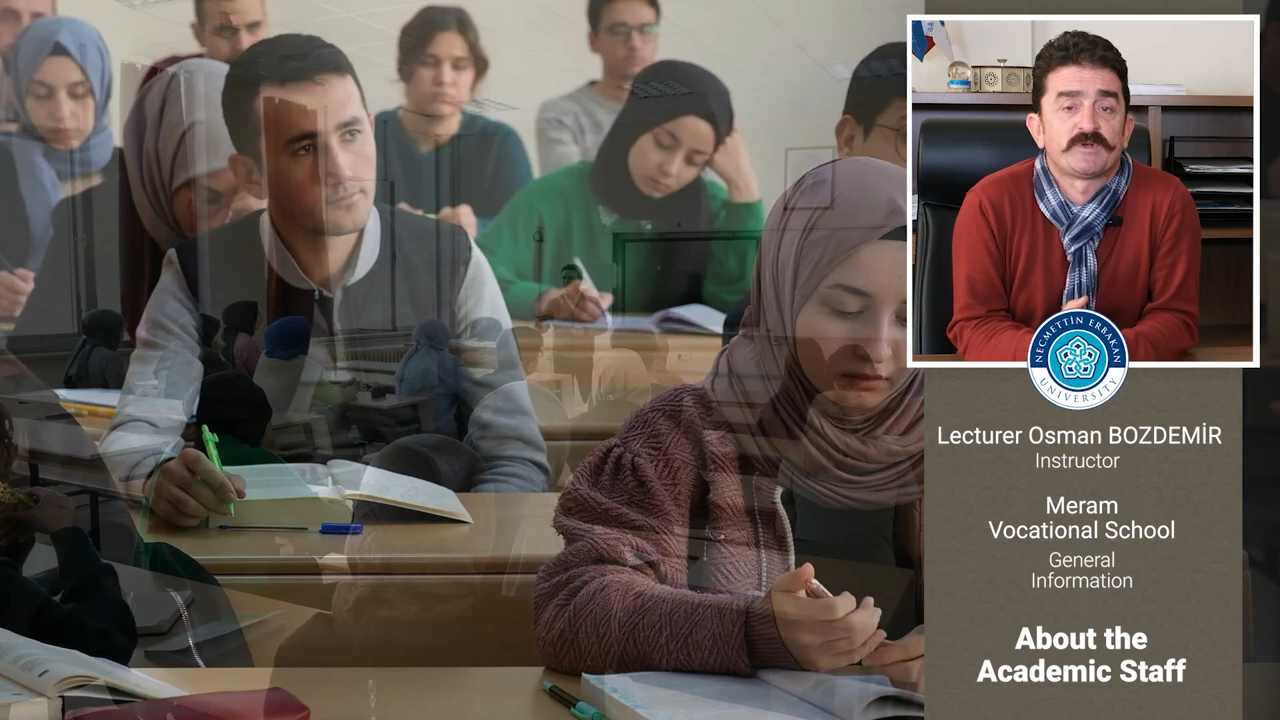 NECMETTİN ERBAKAN
UNIVERSITY
Lecturer Osman BOZDEMİR
Instructor
Meram
Vocational School
General
Information
About the
Academic Staff